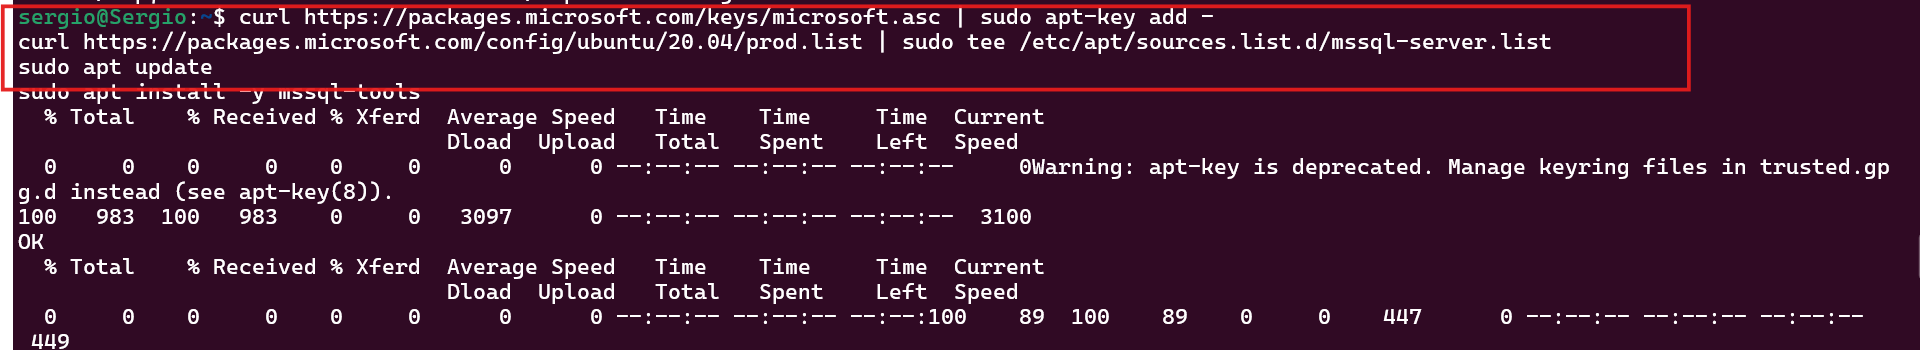 sergio@Sergio:~$ curl https://packages.microsoft.com/keys/microsoft.asc | sudo apt-key add -
curl https://packages.microsoft.com/config/ubuntu/20.04/prod.list | sudo tee /etc/apt/sources.list.d/mssql-server.list
sudo apt update
sudo apt install -y mssql-tools
  % Total    % Received % Xferd  Average Speed   Time    Time     Time  Current
                                 Dload  Upload   Total   Spent    Left  Speed
  0     0    0     0    0     0      0      0 --:--:-- --:--:-- --:--:--     0Warning: apt-key is deprecated. Manage keyring files in trusted.gp
g.d instead (see apt-key(8)).
100   983  100   983    0     0   3097      0 --:--:-- --:--:-- --:--:--  3100
OK
  % Total    % Received % Xferd  Average Speed   Time    Time     Time  Current
                                 Dload  Upload   Total   Spent    Left  Speed
  0     0    0     0    0     0      0      0 --:--:-- --:--:-- --:--:100    89  100    89    0     0    447      0 --:--:-- --:--:-- --:--:--
 449